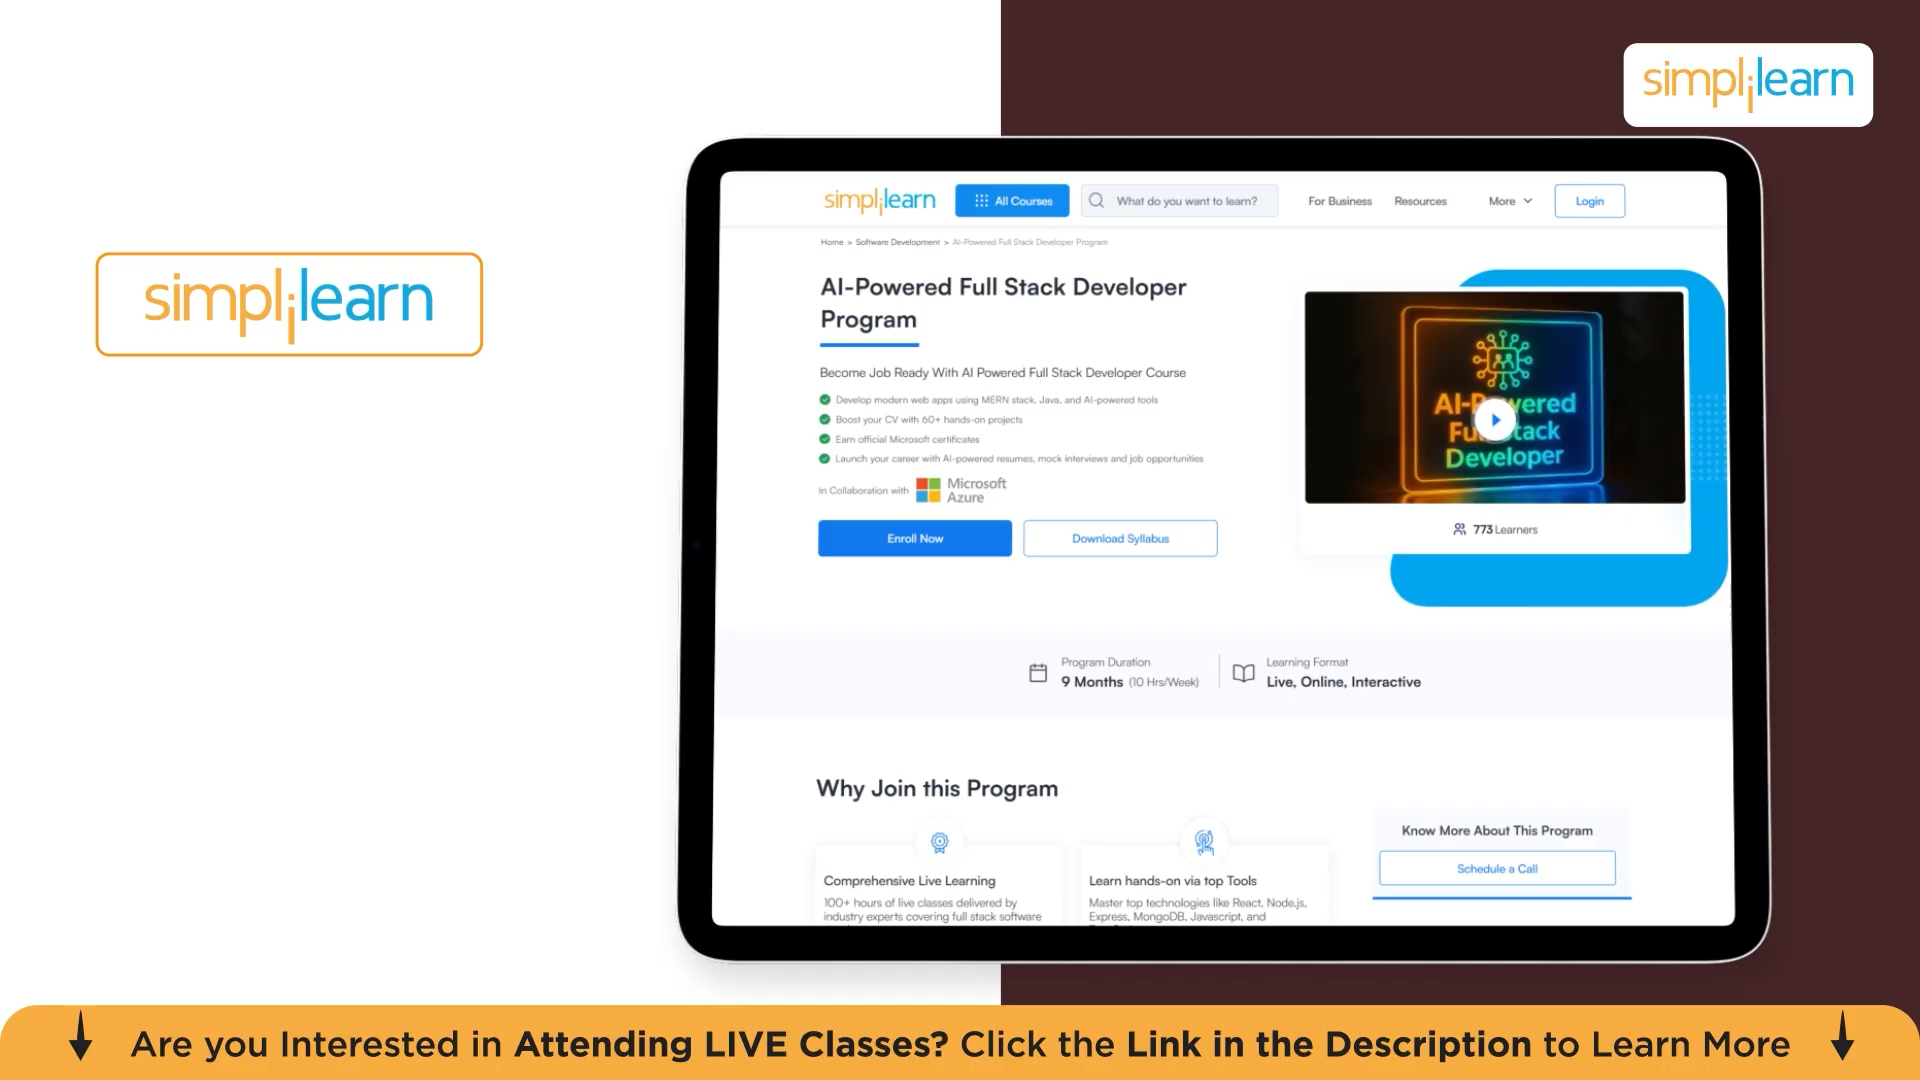 simplilearn
simplilearn
simplilearn
All Courses
What do you want to learn?
For Business
Resources
More
Login
Home > Software Development > AI-Powered Full Stack Developer Program
AI-Powered Full Stack Developer
Program
Become Job Ready With AI Powered Full Stack Developer Course
Develop modern web apps using MERN stack, Java, and AI-powered tools
Boost your CV with 60+ hands-on projects
Earn official Microsoft certificates
Launch your career with AI-powered resumes, mock interviews and job opportunities
In Collaboration with
Microsoft
Azure
Enroll Now
Download Syllabus
AI-Powered
Full Stack
Developer
773 Learners
Program Duration
9 Months (10 Hrs/Week)
Learning Format
Live, Online, Interactive
Why Join this Program
Comprehensive Live Learning
100+ hours of live classes delivered by
industry experts covering full stack software
Learn hands-on via top Tools
Master top technologies like React, Node.js,
Express, MongoDB, Javascript, and
Know More About This Program
Schedule a Call
Are you Interested in Attending LIVE Classes? Click the Link in the Description to Learn More